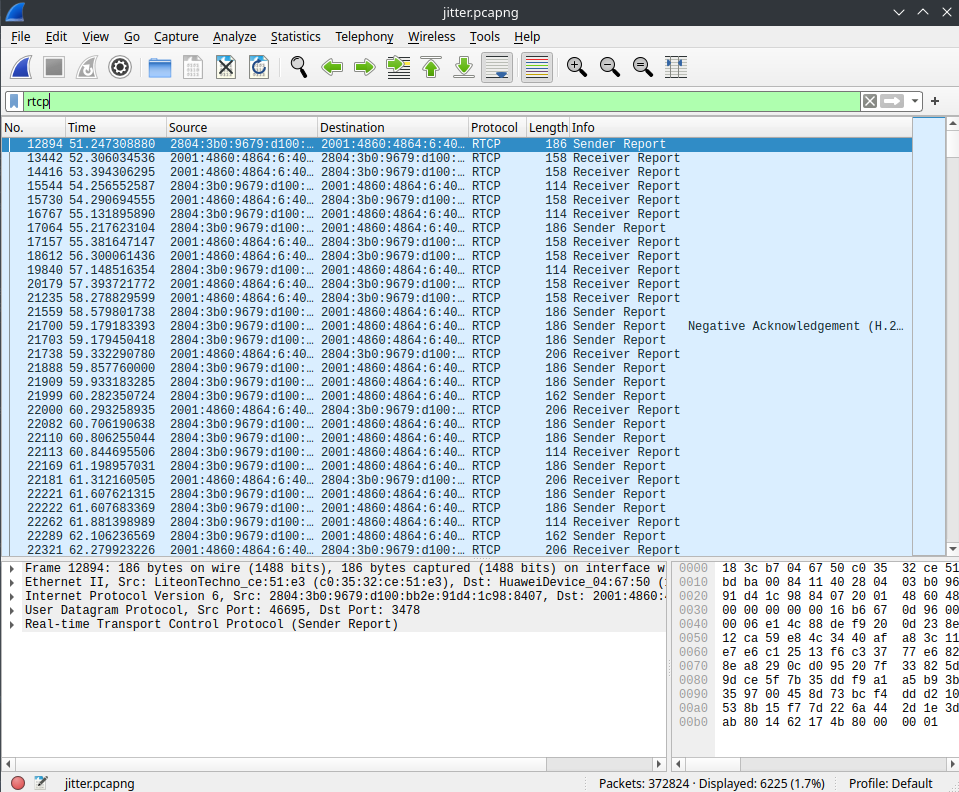 jitter.pcapng
File Edit View Go Capture Analyze Statistics Telephony Wireless Tools Help
rtcp
No. Time Source Destination Protocol Length Info
12894 51.247308880 2804:3b0:9679:d100:… 2001:4860:4864:6:40… RTCP 186 Sender Report
13442 52.306034536 2001:4860:4864:6:40… 2804:3b0:9679:d100:… RTCP 158 Receiver Report
14416 53.394306295 2001:4860:4864:6:40… 2804:3b0:9679:d100:… RTCP 158 Receiver Report
15544 54.256552587 2804:3b0:9679:d100:… 2001:4860:4864:6:40… RTCP 114 Receiver Report
15730 54.290694555 2001:4860:4864:6:40… 2804:3b0:9679:d100:… RTCP 158 Receiver Report
16767 55.131895890 2804:3b0:9679:d100:… 2001:4860:4864:6:40… RTCP 114 Receiver Report
17064 55.217623104 2804:3b0:9679:d100:… 2001:4860:4864:6:40… RTCP 186 Sender Report
17157 55.381647147 2001:4860:4864:6:40… 2804:3b0:9679:d100:… RTCP 158 Receiver Report
18612 56.300061436 2001:4860:4864:6:40… 2804:3b0:9679:d100:… RTCP 158 Receiver Report
19840 57.148516354 2804:3b0:9679:d100:… 2001:4860:4864:6:40… RTCP 114 Receiver Report
20179 57.393721772 2001:4860:4864:6:40… 2804:3b0:9679:d100:… RTCP 158 Receiver Report
21235 58.278829599 2001:4860:4864:6:40… 2804:3b0:9679:d100:… RTCP 158 Receiver Report
21559 58.579801738 2804:3b0:9679:d100:… 2001:4860:4864:6:40… RTCP 186 Sender Report
21700 59.179183393 2804:3b0:9679:d100:… 2001:4860:4864:6:40… RTCP 186 Sender Report Negative Acknowledgement (H.2…
21703 59.179450418 2804:3b0:9679:d100:… 2001:4860:4864:6:40… RTCP 186 Sender Report
21738 59.332290780 2001:4860:4864:6:40… 2804:3b0:9679:d100:… RTCP 206 Receiver Report
21888 59.857760000 2804:3b0:9679:d100:… 2001:4860:4864:6:40… RTCP 186 Sender Report
21909 59.933183285 2804:3b0:9679:d100:… 2001:4860:4864:6:40… RTCP 186 Sender Report
21999 60.282350724 2804:3b0:9679:d100:… 2001:4860:4864:6:40… RTCP 162 Sender Report
22000 60.293258935 2001:4860:4864:6:40… 2804:3b0:9679:d100:… RTCP 206 Receiver Report
22082 60.706190638 2804:3b0:9679:d100:… 2001:4860:4864:6:40… RTCP 186 Sender Report
22110 60.806255044 2804:3b0:9679:d100:… 2001:4860:4864:6:40… RTCP 186 Sender Report
22113 60.844695506 2804:3b0:9679:d100:… 2001:4860:4864:6:40… RTCP 114 Receiver Report
22169 61.198957031 2804:3b0:9679:d100:… 2001:4860:4864:6:40… RTCP 186 Sender Report
22181 61.312160505 2001:4860:4864:6:40… 2804:3b0:9679:d100:… RTCP 206 Receiver Report
22221 61.607621315 2804:3b0:9679:d100:… 2001:4860:4864:6:40… RTCP 186 Sender Report
22222 61.607683369 2804:3b0:9679:d100:… 2001:4860:4864:6:40… RTCP 186 Sender Report
22262 61.881398989 2804:3b0:9679:d100:… 2001:4860:4864:6:40… RTCP 114 Receiver Report
22289 62.106236569 2804:3b0:9679:d100:… 2001:4860:4864:6:40… RTCP 162 Sender Report
22321 62.279923226 2001:4860:4864:6:40… 2804:3b0:9679:d100:… RTCP 206 Receiver Report
Frame 12894: 186 bytes on wire (1488 bits), 186 bytes captured (1488 bits) on interface w
Ethernet II, Src: LiteonTechno_ce:51:e3 (c0:35:32:ce:51:e3), Dst: HuaweiDevice_04:67:50 (
Internet Protocol Version 6, Src: 2804:3b0:9679:d100:bb2e:91d4:1c98:8407, Dst: 2001:4860:
User Datagram Protocol, Src Port: 46695, Dst Port: 3478
Real-time Transport Control Protocol (Sender Report)
0000 18 3c b7 04 67 50 c0 35 32 ce 51
0010 bd ba 00 84 11 40 28 04 03 b0 96
0020 91 d4 1c 98 84 07 20 01 48 60 48
0030 00 00 00 00 00 16 b6 67 0d 96 00
0040 00 06 e1 4c 88 de f9 20 0d 23 8e
0050 12 ca 59 e8 4c 34 40 af a8 3c 11
0060 e7 e6 c1 25 13 f6 c3 37 77 e6 82
0070 8e a8 29 0c d0 95 20 7f 33 82 5d
0080 9d ce 5f 7b 35 dd f9 a1 a5 b9 3b
0090 35 97 00 45 8d 73 bc f4 dd d2 10
00a0 53 8b 15 f7 7d 22 6a 44 2d 1e 3d
00b0 ab 80 14 62 17 4b 80 00 00 01
jitter.pcapng Packets: 372824 · Displayed: 6225 (1.7%) Profile: Default